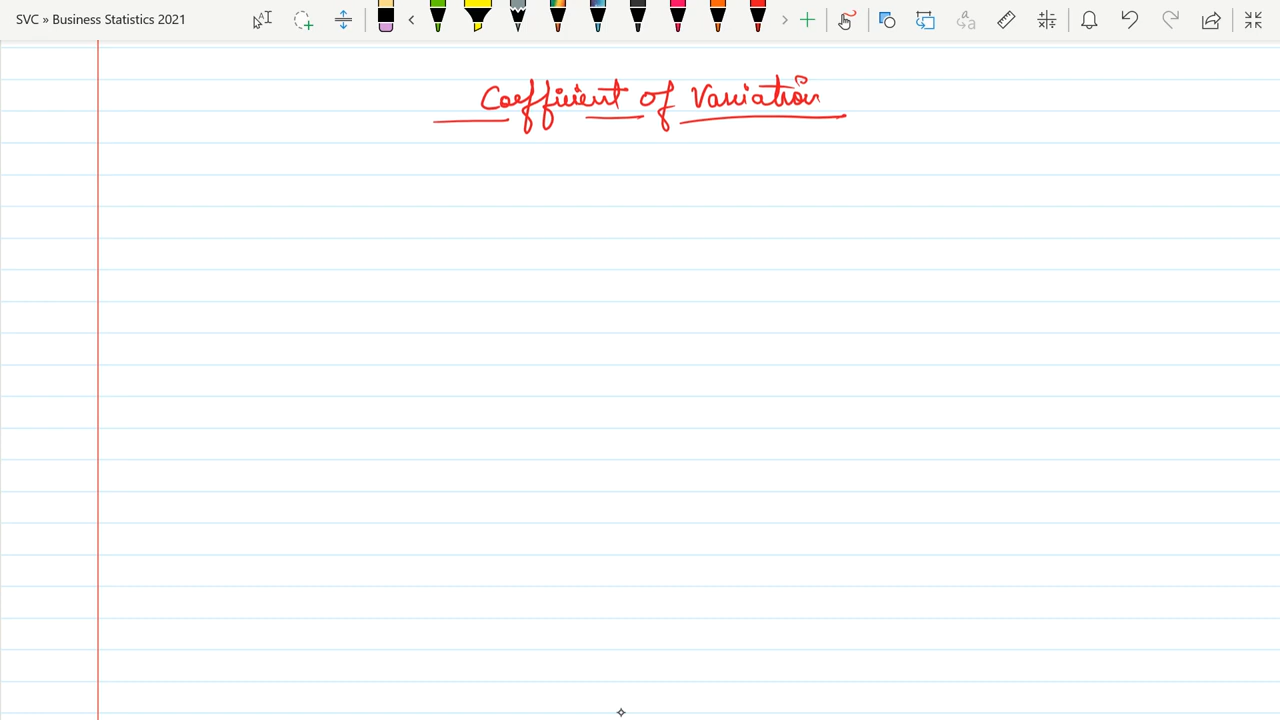 SVC » Business Statistics 2021
Coefficient of Variation